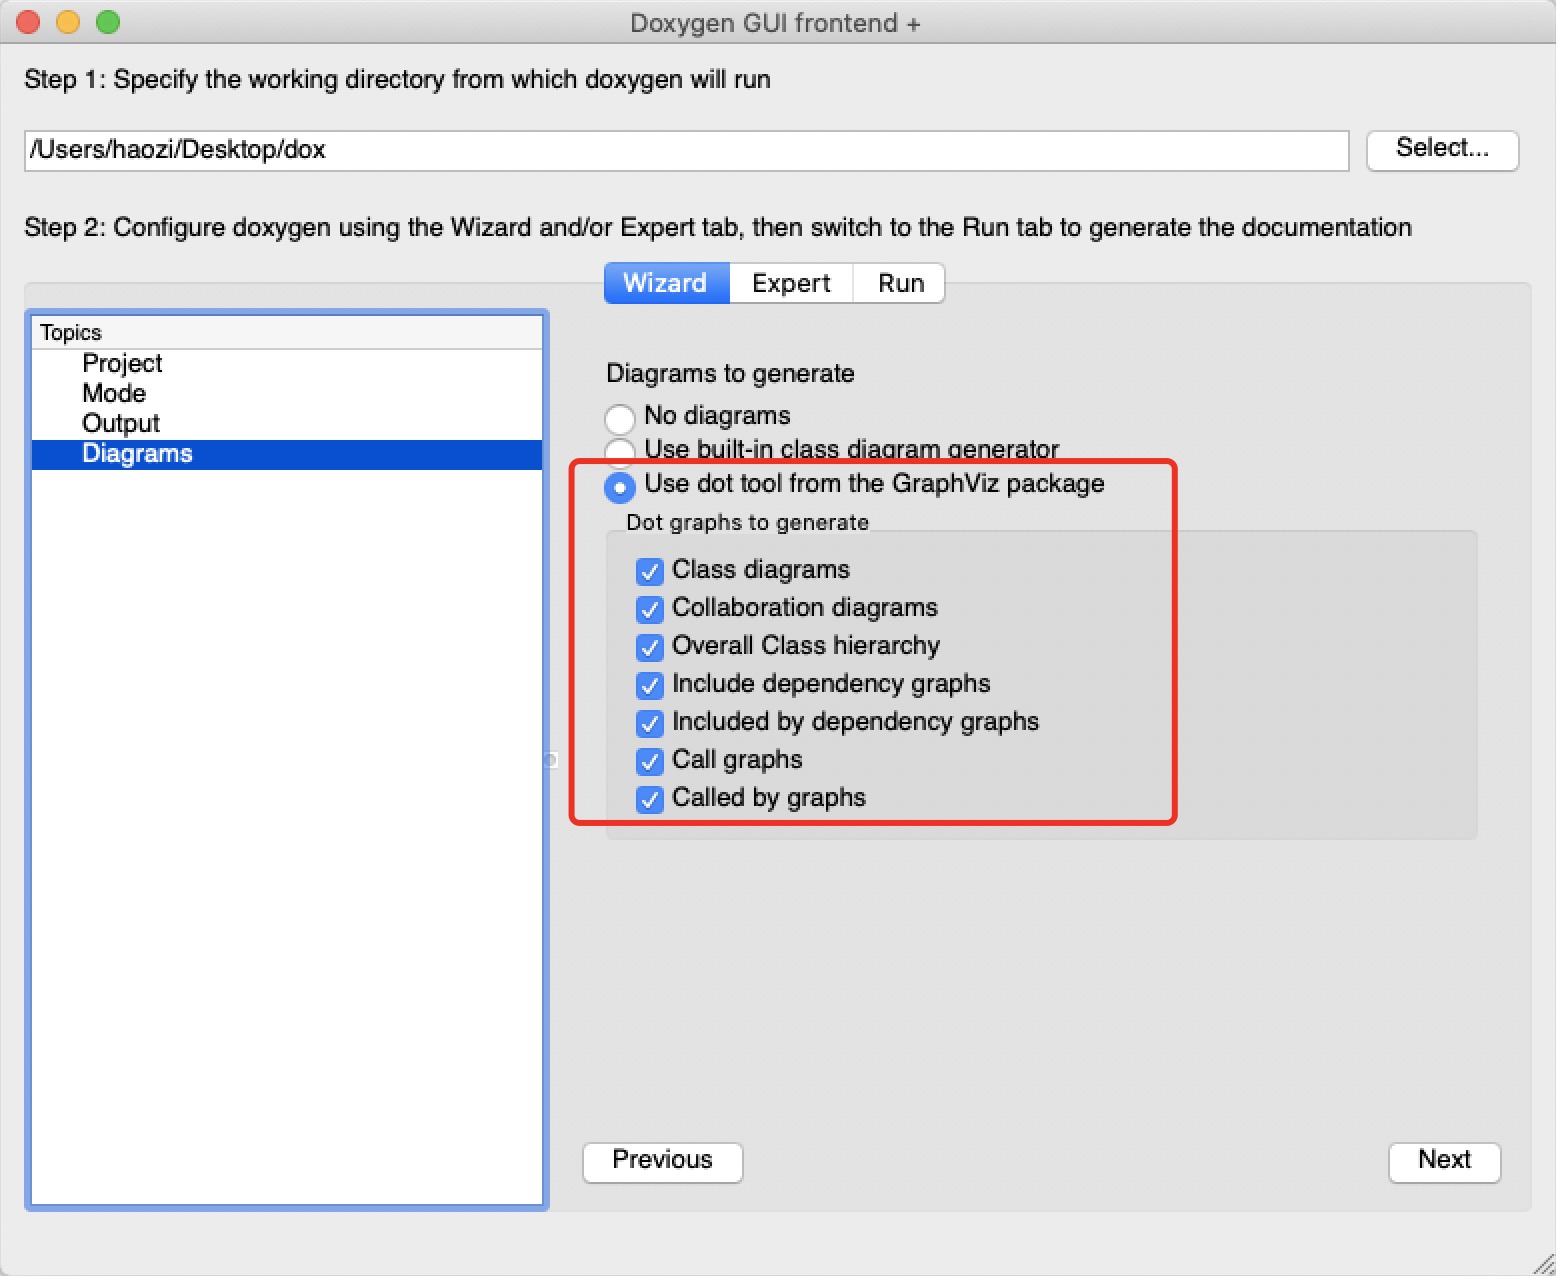 Doxygen GUI frontend +
Step 1: Specify the working directory from which doxygen will run
/Users/haozi/Desktop/dox
Select...
Step 2: Configure doxygen using the Wizard and/or Expert tab, then switch to the Run tab to generate the documentation
Wizard Expert Run
Topics
Project
Mode
Output
Diagrams
Diagrams to generate
No diagrams
Use built-in class diagram generator
Use dot tool from the GraphViz package
Dot graphs to generate
Class diagrams
Collaboration diagrams
Overall Class hierarchy
Include dependency graphs
Included by dependency graphs
Call graphs
Called by graphs
Previous
Next